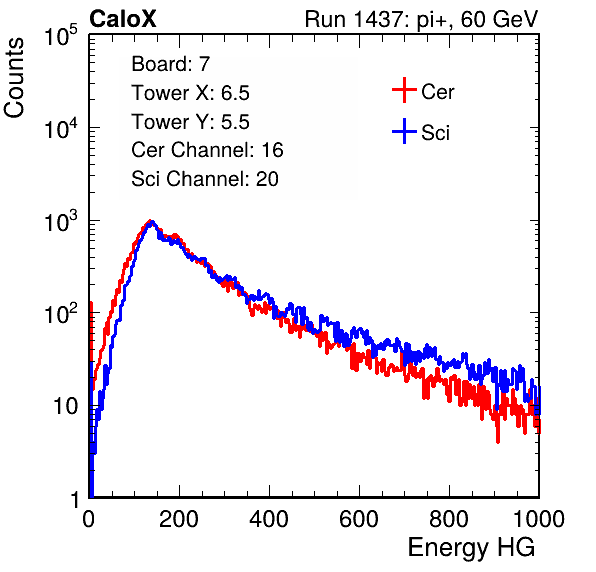 CaloX Run 1437: pi+, 60 GeV
Counts
10^5
10^4
10^3
10^2
10
1
Board: 7
Tower X: 6.5
Tower Y: 5.5
Cer Channel: 16
Sci Channel: 20
Cer
Sci
0 200 400 600 800 1000
Energy HG